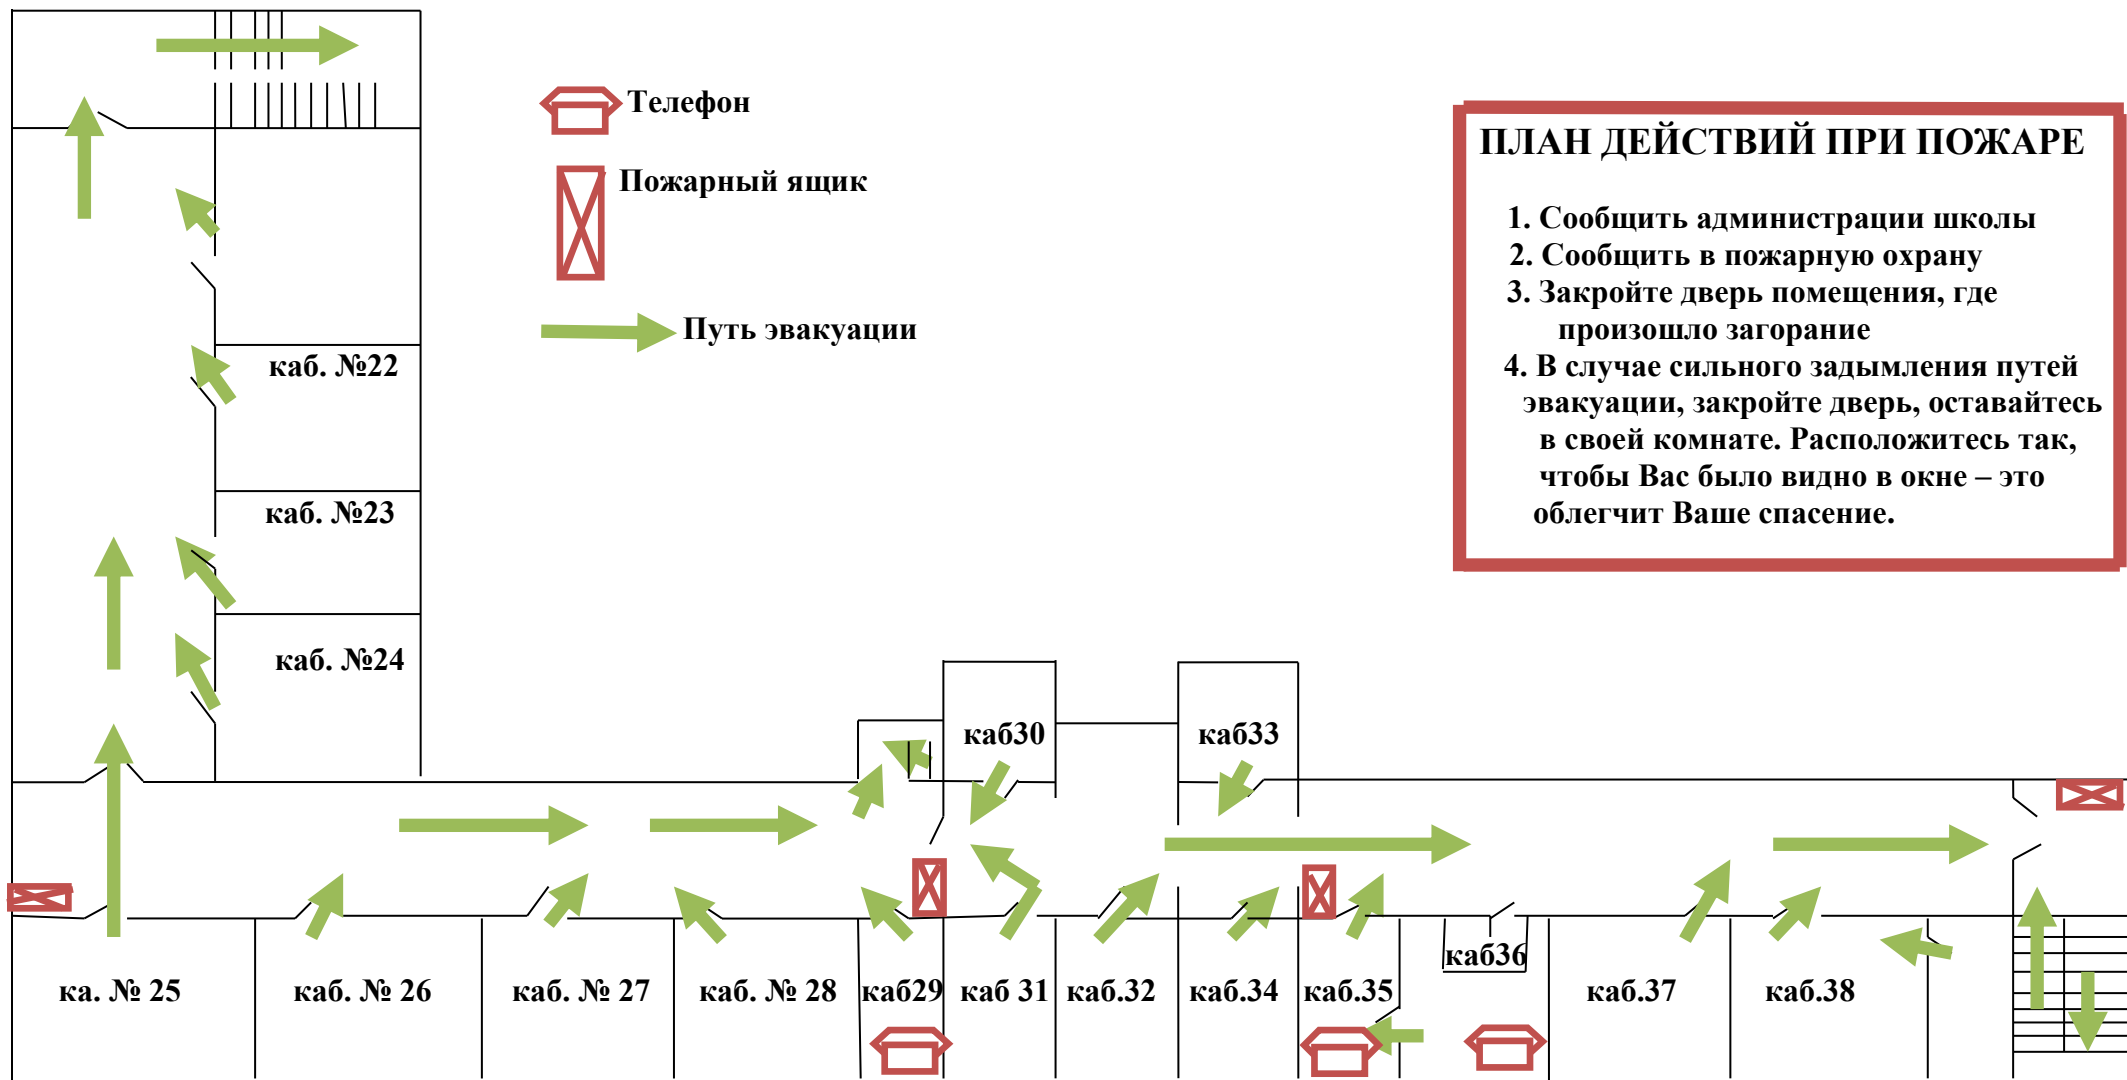 Телефон
Пожарный ящик
Путь эвакуации
ПЛАН ДЕЙСТВИЙ ПРИ ПОЖАРЕ
1. Сообщить администрации школы
2. Сообщить в пожарную охрану
3. Закройте дверь помещения, где
произошло загорание
4. В случае сильного задымления путей
эвакуации, закройте дверь, оставайтесь
в своей комнате. Расположитесь так,
чтобы Вас было видно в окне – это
облегчит Ваше спасение.
каб. №22
каб. №23
каб. №24
каб30
каб33
каб36
ка. № 25
каб. № 26
каб. № 27
каб. № 28
каб29
каб 31
каб.32
каб.34
каб.35
каб.37
каб.38